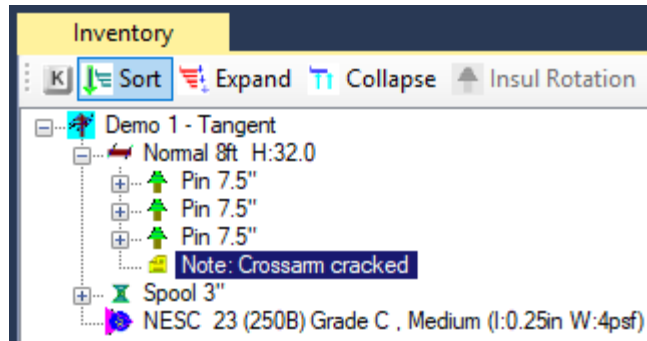 Inventory
K Sort Expand Collapse Insul Rotation
Demo 1 - Tangent
Normal 8ft H:32.0
Pin 7.5"
Pin 7.5"
Pin 7.5"
Note: Crossarm cracked
Spool 3"
NESC 23 (250B) Grade C , Medium (I:0.25in W:4psf)